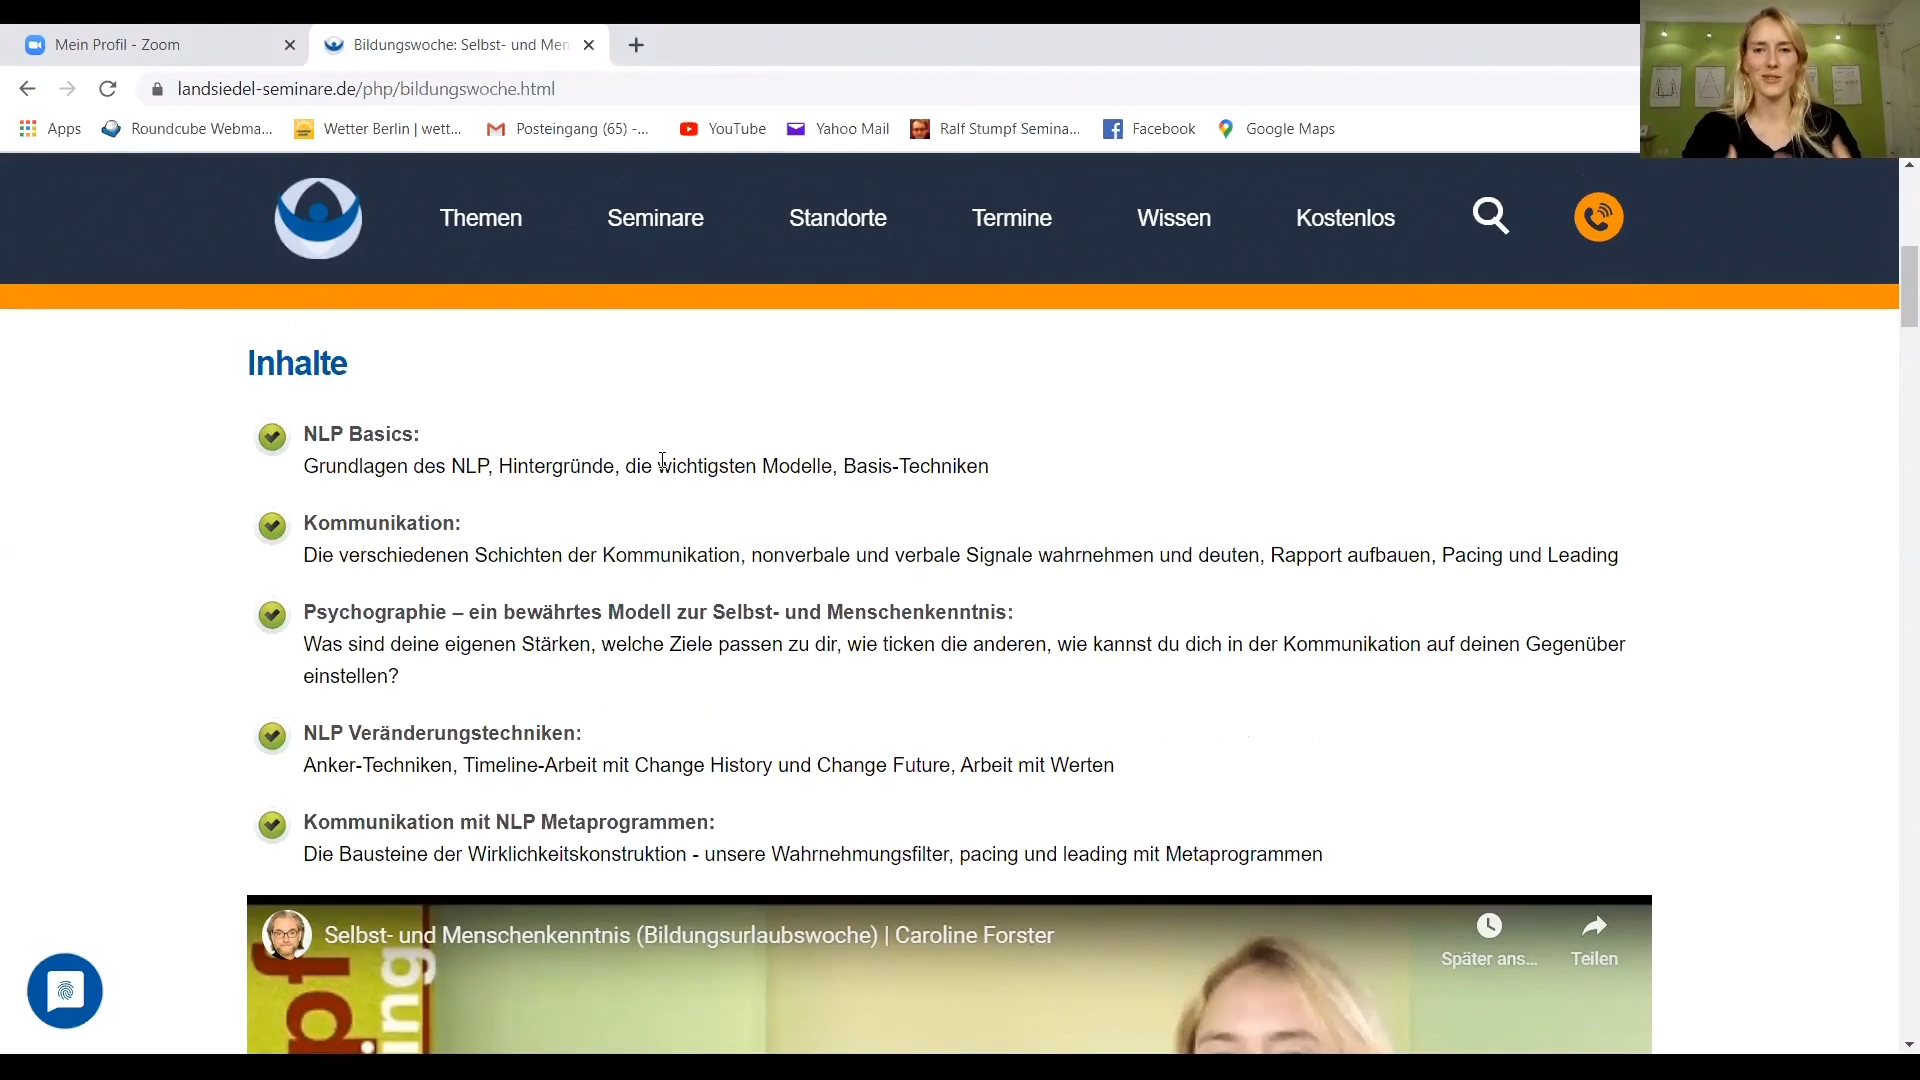 Mein Profil - Zoom
Bildungswoche: Selbst- und Men
landsiedel-seminare.de/php/bildungswoche.html
Apps
Roundcube Webma...
Wetter Berlin | wett...
Posteingang (65) -...
YouTube
Yahoo Mail
Ralf Stumpf Semina...
Facebook
Google Maps
Themen
Seminare
Standorte
Termine
Wissen
Kostenlos
Inhalte
NLP Basics:
Grundlagen des NLP, Hintergründe, die wichtigsten Modelle, Basis-Techniken
Kommunikation:
Die verschiedenen Schichten der Kommunikation, nonverbale und verbale Signale wahrnehmen und deuten, Rapport aufbauen, Pacing und Leading
Psychographie – ein bewährtes Modell zur Selbst- und Menschenkenntnis:
Was sind deine eigenen Stärken, welche Ziele passen zu dir, wie ticken die anderen, wie kannst du dich in der Kommunikation auf deinen Gegenüber
einstellen?
NLP Veränderungstechniken:
Anker-Techniken, Timeline-Arbeit mit Change History und Change Future, Arbeit mit Werten
Kommunikation mit NLP Metaprogrammen:
Die Bausteine der Wirklichkeitskonstruktion - unsere Wahrnehmungsfilter, pacing und leading mit Metaprogrammen
Selbst- und Menschenkenntnis (Bildungsurlaubswoche) | Caroline Forster
Später ans...
Teilen
pf
ing